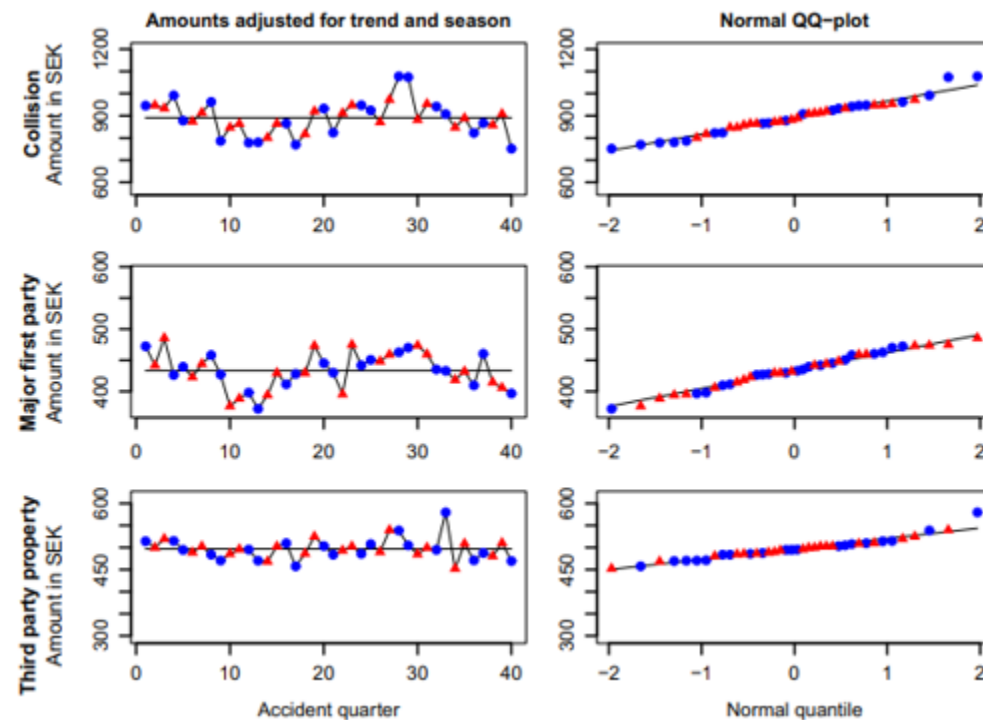 Amounts adjusted for trend and season
Normal QQ−plot
Collision
Amount in SEK
600 900 1200
0 10 20 30 40
600 900 1200
−2 −1 0 1 2
Major first party
Amount in SEK
400 500 600
0 10 20 30 40
400 500 600
−2 −1 0 1 2
Third party property
Amount in SEK
300 450 600
0 10 20 30 40
300 450 600
−2 −1 0 1 2
Accident quarter
Normal quantile